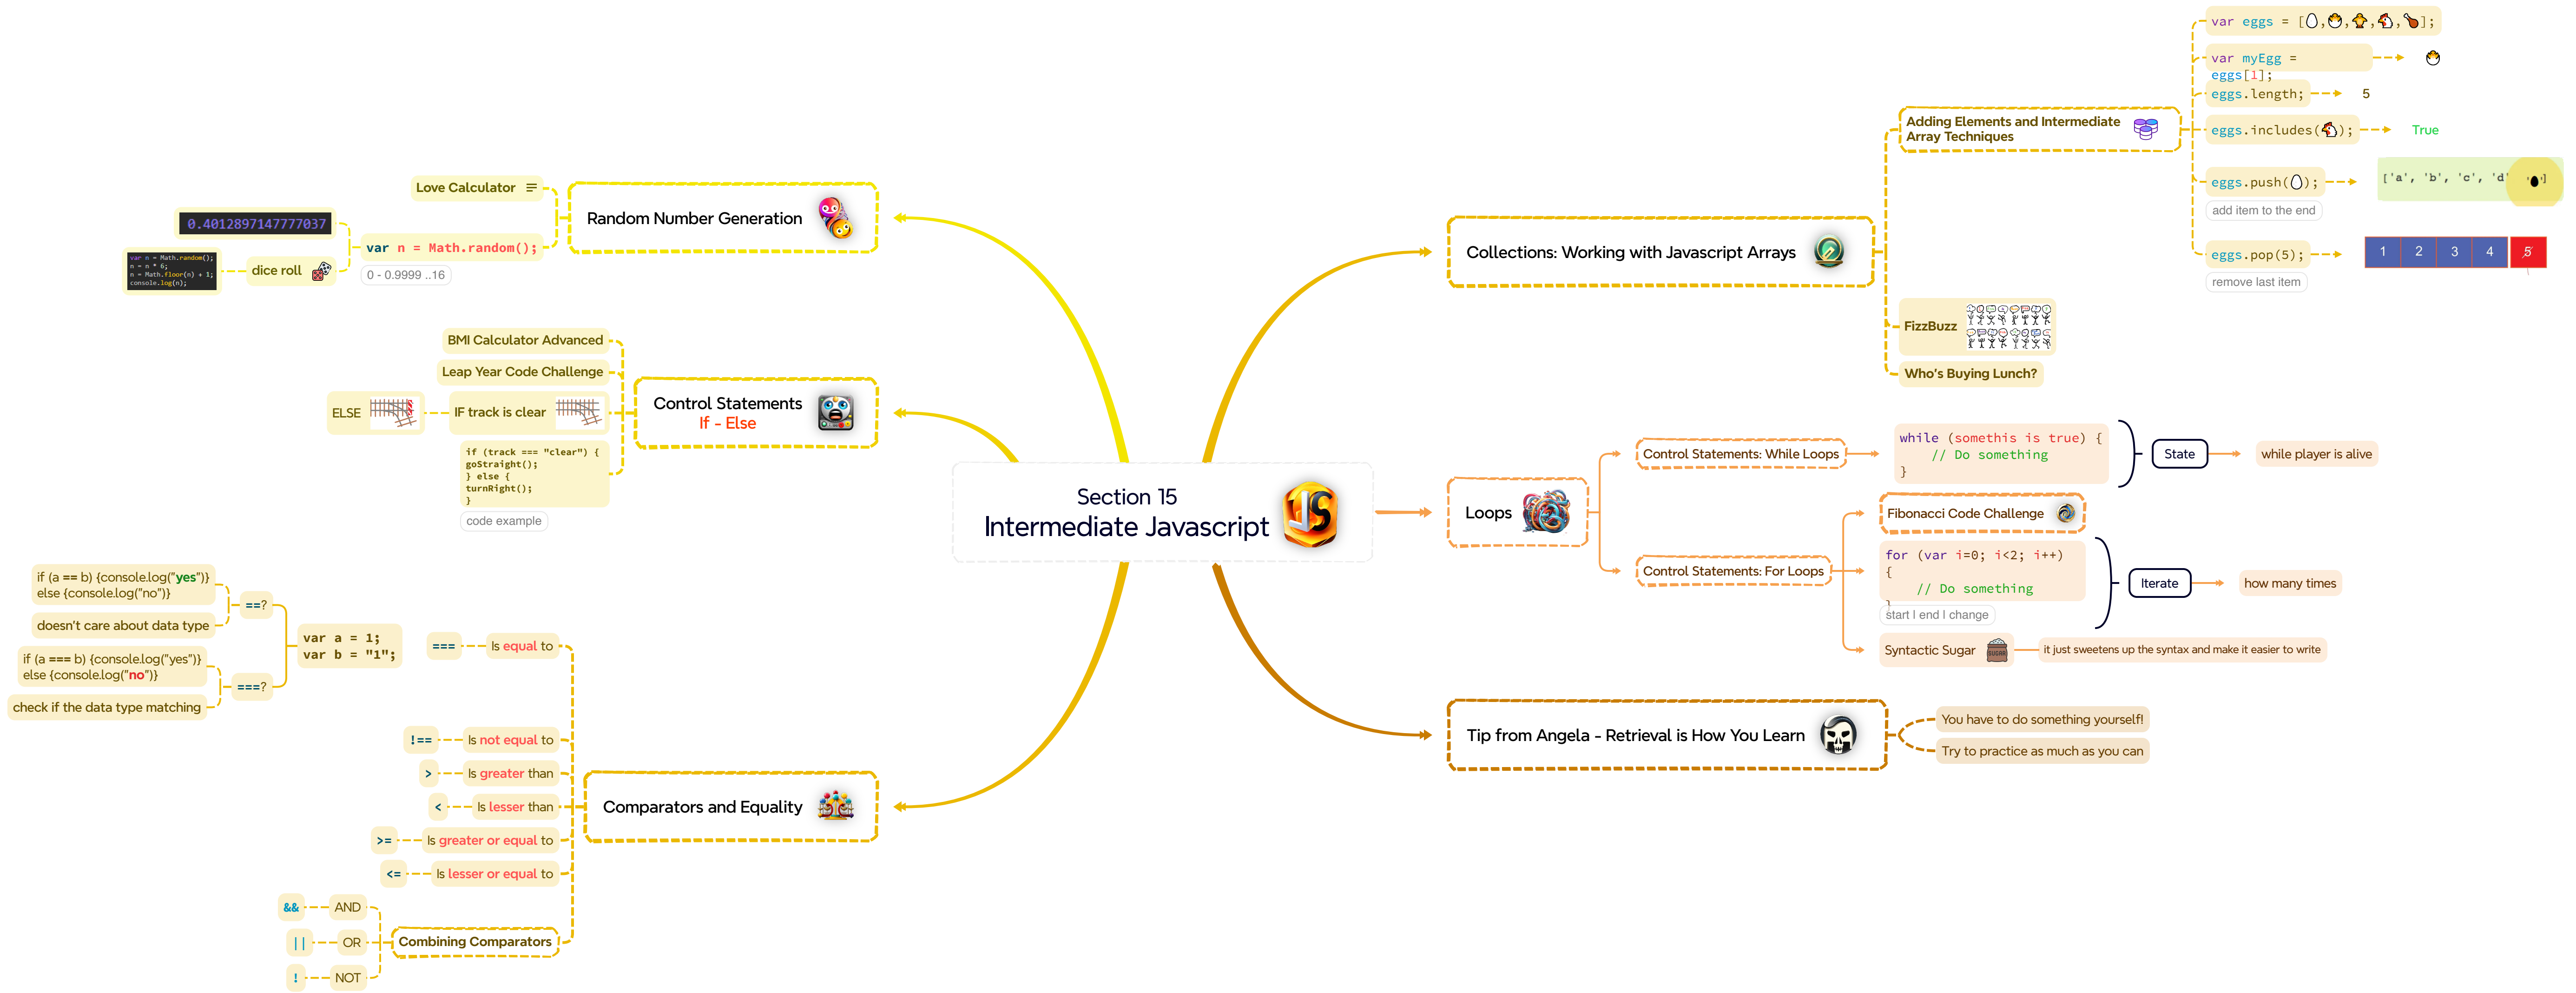 Section 15
Intermediate Javascript
JS
Random Number Generation
Love Calculator
var n = Math.random();
0 - 0.9999 ..16
0.4012897147777037
dice roll
var n = Math.random();
n = n * 6;
n = Math.floor(n) + 1;
console.log(n);
Control Statements
If - Else
BMI Calculator Advanced
Leap Year Code Challenge
IF track is clear
ELSE
if (track === "clear") {
goStraight();
} else {
turnRight();
}
code example
Comparators and Equality
Is equal to
===
var a = 1;
var b = "1";
==?
if (a == b) {console.log("yes")}
else {console.log("no")}
doesn't care about data type
===?
if (a === b) {console.log("yes")}
else {console.log("no")}
check if the data type matching
Is not equal to
!==
Is greater than
>
Is lesser than
<
Is greater or equal to
>=
Is lesser or equal to
<=
Combining Comparators
AND
&&
OR
||
NOT
!
Collections: Working with Javascript Arrays
Adding Elements and Intermediate
Array Techniques
var eggs = [🥚,🐣,🐥,🐔,🍗];
var myEgg =
eggs[1];
eggs.length;
5
eggs.includes(🐔);
True
eggs.push(🥚);
add item to the end
['a', 'b', 'c', 'd' ' ']
eggs.pop(5);
remove last item
1 2 3 4 5
FizzBuzz
Who's Buying Lunch?
Loops
Control Statements: While Loops
while (somethis is true) {
// Do something
}
State
while player is alive
Control Statements: For Loops
Fibonacci Code Challenge
for (var i=0; i<2; i++)
{
// Do something
}
start | end | change
Iterate
how many times
Syntactic Sugar
SUGAR
it just sweetens up the syntax and make it easier to write
Tip from Angela - Retrieval is How You Learn
You have to do something yourself!
Try to practice as much as you can